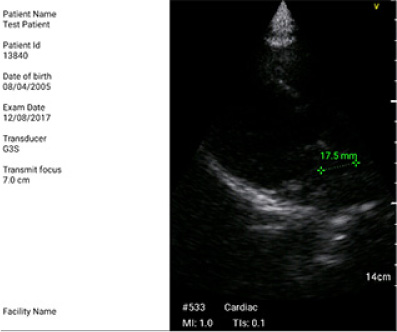 Patient Name
Test Patient
Patient Id
13840
Date of birth
08/04/2005
Exam Date
12/08/2017
Transducer
G3S
Transmit focus
7.0 cm
Facility Name
V
17.5 mm
14cm
#533 Cardiac
MI: 1.0 TIs: 0.1